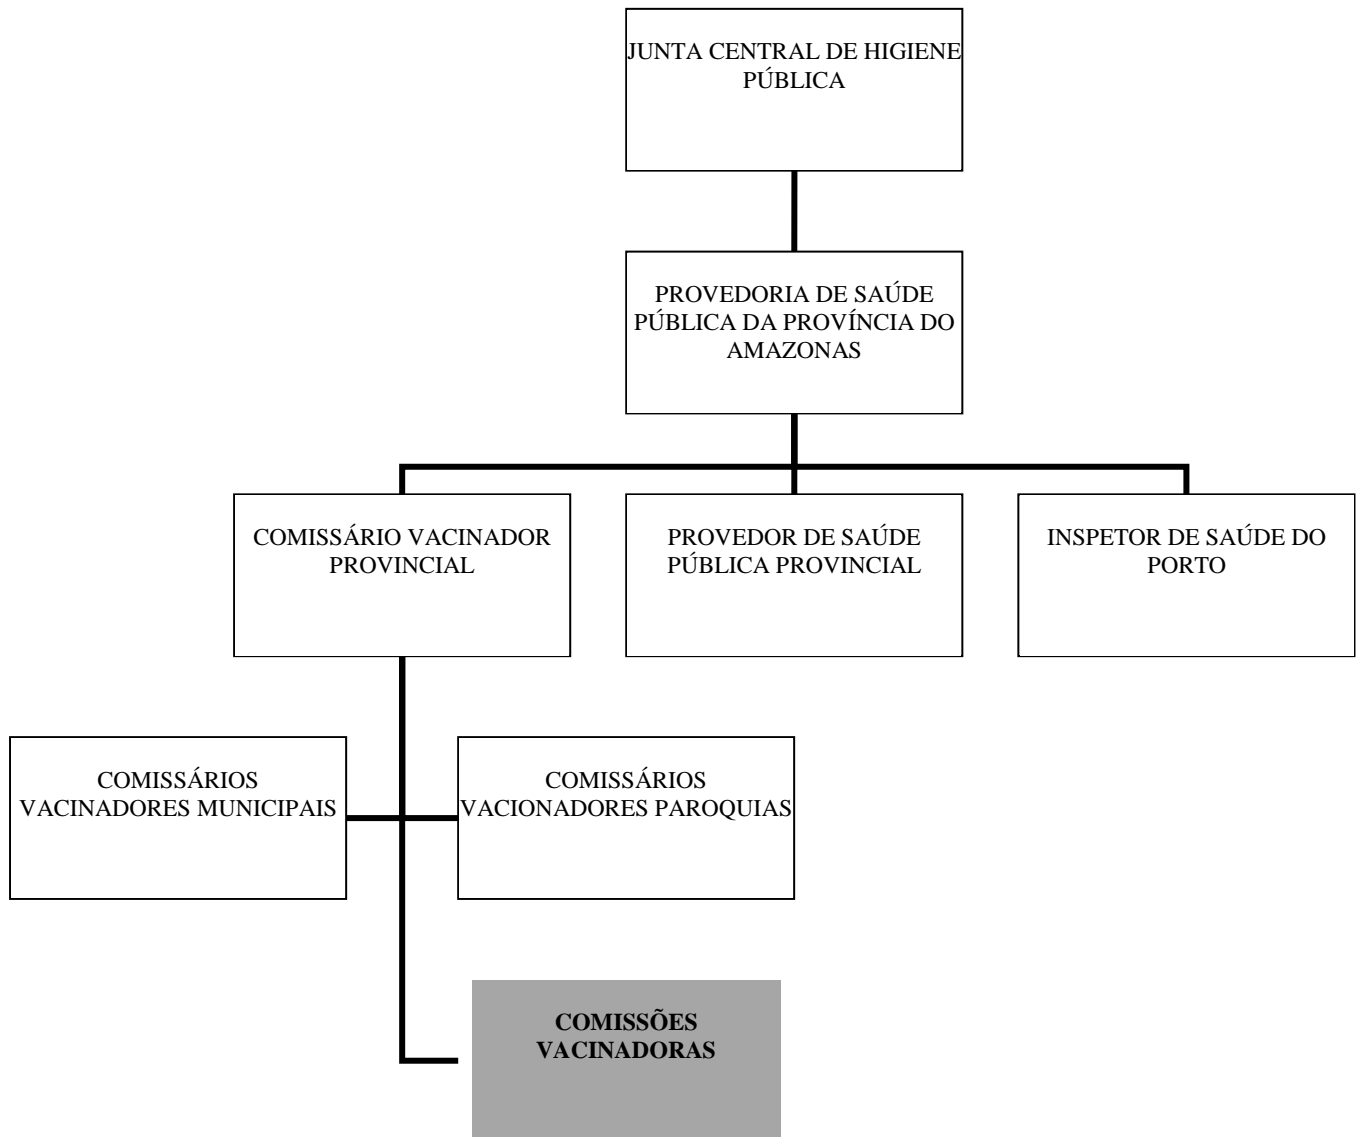 JUNTA CENTRAL DE HIGIENE
PÚBLICA
PROVEDORIA DE SAÚDE
PÚBLICA DA PROVÍNCIA DO
AMAZONAS
COMISSÁRIO VACINADOR
PROVINCIAL
PROVEDOR DE SAÚDE
PÚBLICA PROVINCIAL
INSPETOR DE SAÚDE DO
PORTO
COMISSÁRIOS
VACINADORES MUNICIPAIS
COMISSÁRIOS
VACIONADORES PAROQUIAS
COMISSÕES
VACINADORAS